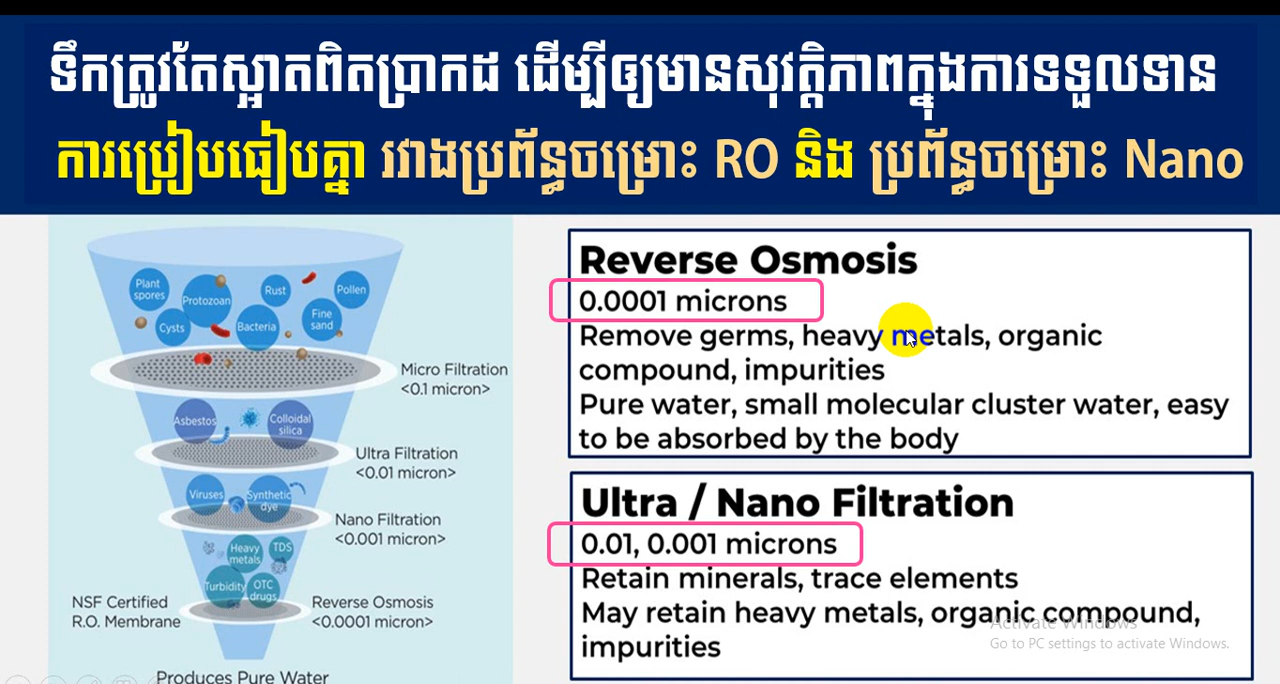 ទឹកត្រូវតែស្អាតពិតប្រាកដ ដើម្បីឲ្យមានសុវត្តិភាពក្នុងការទទួលទាន
ការប្រៀបធៀបគ្នា រវាងប្រព័ន្ធចម្រោះ RO និង ប្រព័ន្ធចម្រោះ Nano
Plant
spores
Protozoan
Rust
Pollen
Cysts
Bacteria
Fine
sand
Micro Filtration
<0.1 micron>
Asbestos
Colloidal
silica
Ultra Filtration
<0.01 micron>
Viruses
Synthetic
dye
Nano Filtration
<0.001 micron>
Heavy
metals
TDS
Turbidity
OTC
drugs
NSF Certified
R.O. Membrane
Reverse Osmosis
<0.0001 micron>
Produces Pure Water
Reverse Osmosis
0.0001 microns
Remove germs, heavy metals, organic
compound, impurities
Pure water, small molecular cluster water, easy
to be absorbed by the body
Ultra / Nano Filtration
0.01, 0.001 microns
Retain minerals, trace elements
May retain heavy metals, organic compound,
impurities
Activate Windows
Go to PC settings to activate Windows.